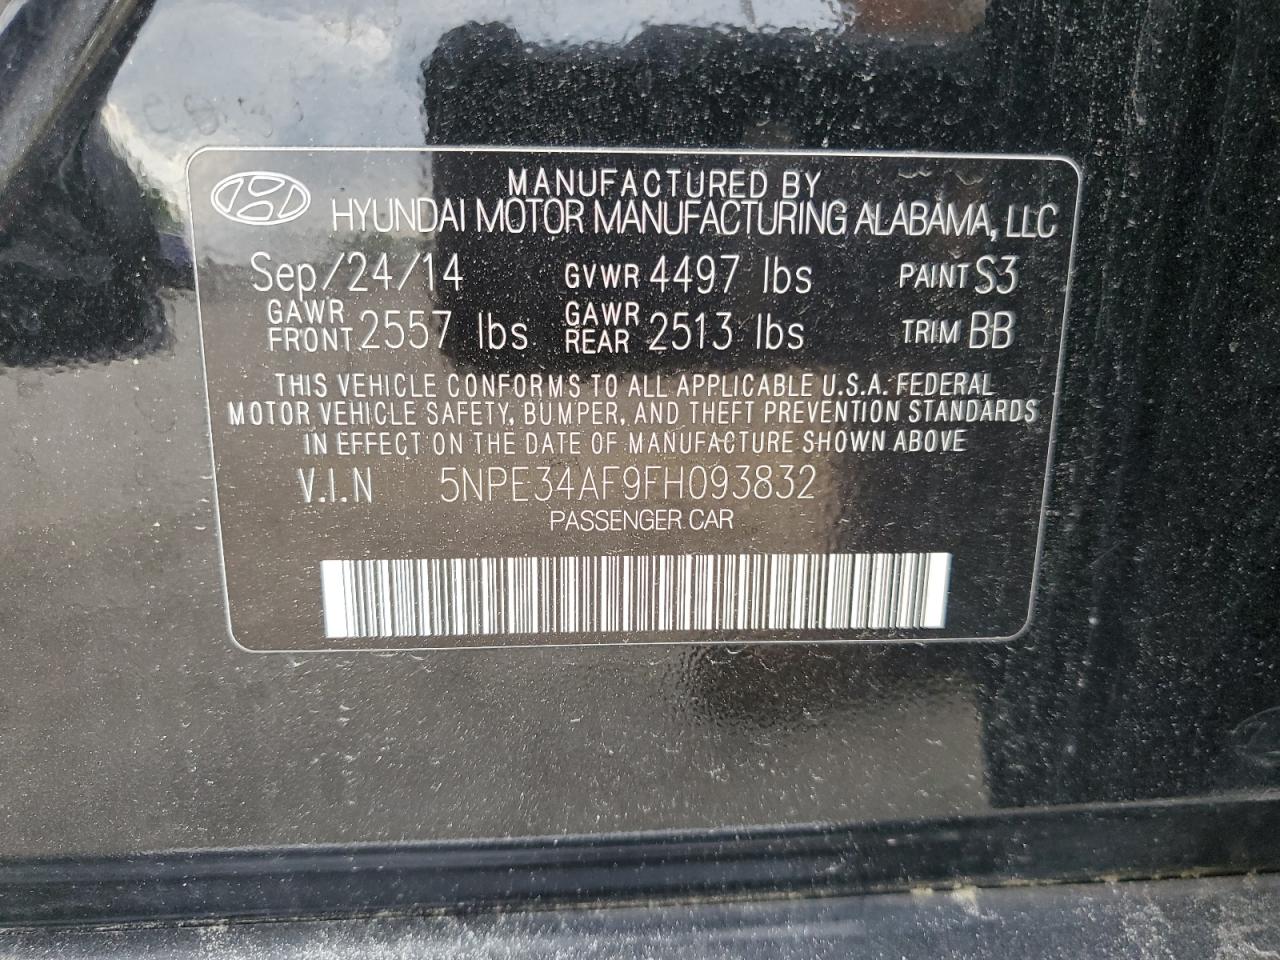 MANUFACTURED BY
HYUNDAI MOTOR MANUFACTURING ALABAMA, LLC
Sep/24/14 GVWR 4497 lbs PAINT S3
GAWR FRONT 2557 lbs GAWR REAR 2513 lbs TRIM BB
THIS VEHICLE CONFORMS TO ALL APPLICABLE U.S.A. FEDERAL
MOTOR VEHICLE SAFETY, BUMPER, AND THEFT PREVENTION STANDARDS
IN EFFECT ON THE DATE OF MANUFACTURE SHOWN ABOVE
V.I.N 5NPE34AF9FH093832
PASSENGER CAR